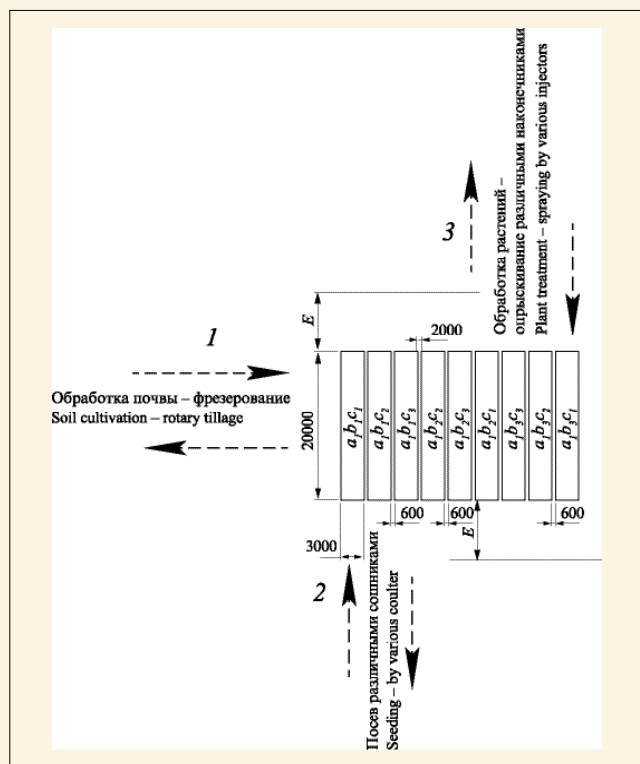 3
Обработка растений –
опрыскивание различными наконечниками
Plant treatment – spraying by various injectors
E
2000
1
Обработка почвы – фрезерование
Soil cultivation – rotary tillage
20000
a₁b₁c₁
a₁b₁c₂
a₁b₁c₃
a₁b₂c₂
a₁b₂c₃
a₁b₂c₁
a₁b₃c₃
a₁b₃c₂
a₁b₃c₁
600
600
600
E
3000
2
Посев различными сошниками
Seeding – by various coulter